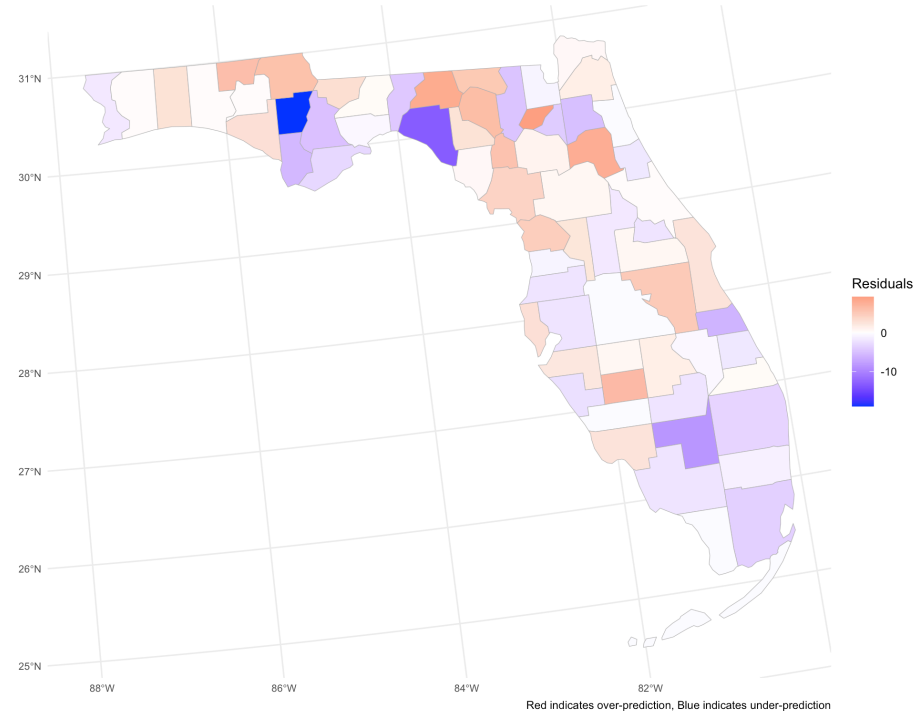 31°N
30°N
29°N
28°N
27°N
26°N
25°N
88°W
86°W
84°W
82°W
Residuals
0
-10
Red indicates over-prediction, Blue indicates under-prediction